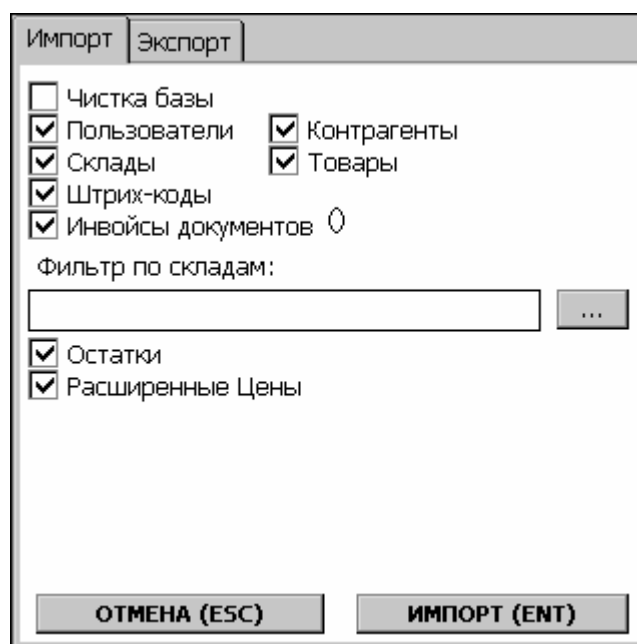 Импорт Экспорт
Чистка базы
Пользователи Контрагенты
Склады Товары
Штрих-коды
Инвойсы документов 0
Фильтр по складам:
...
Остатки
Расширенные Цены
ОТМЕНА (ESC) ИМПОРТ (ENT)